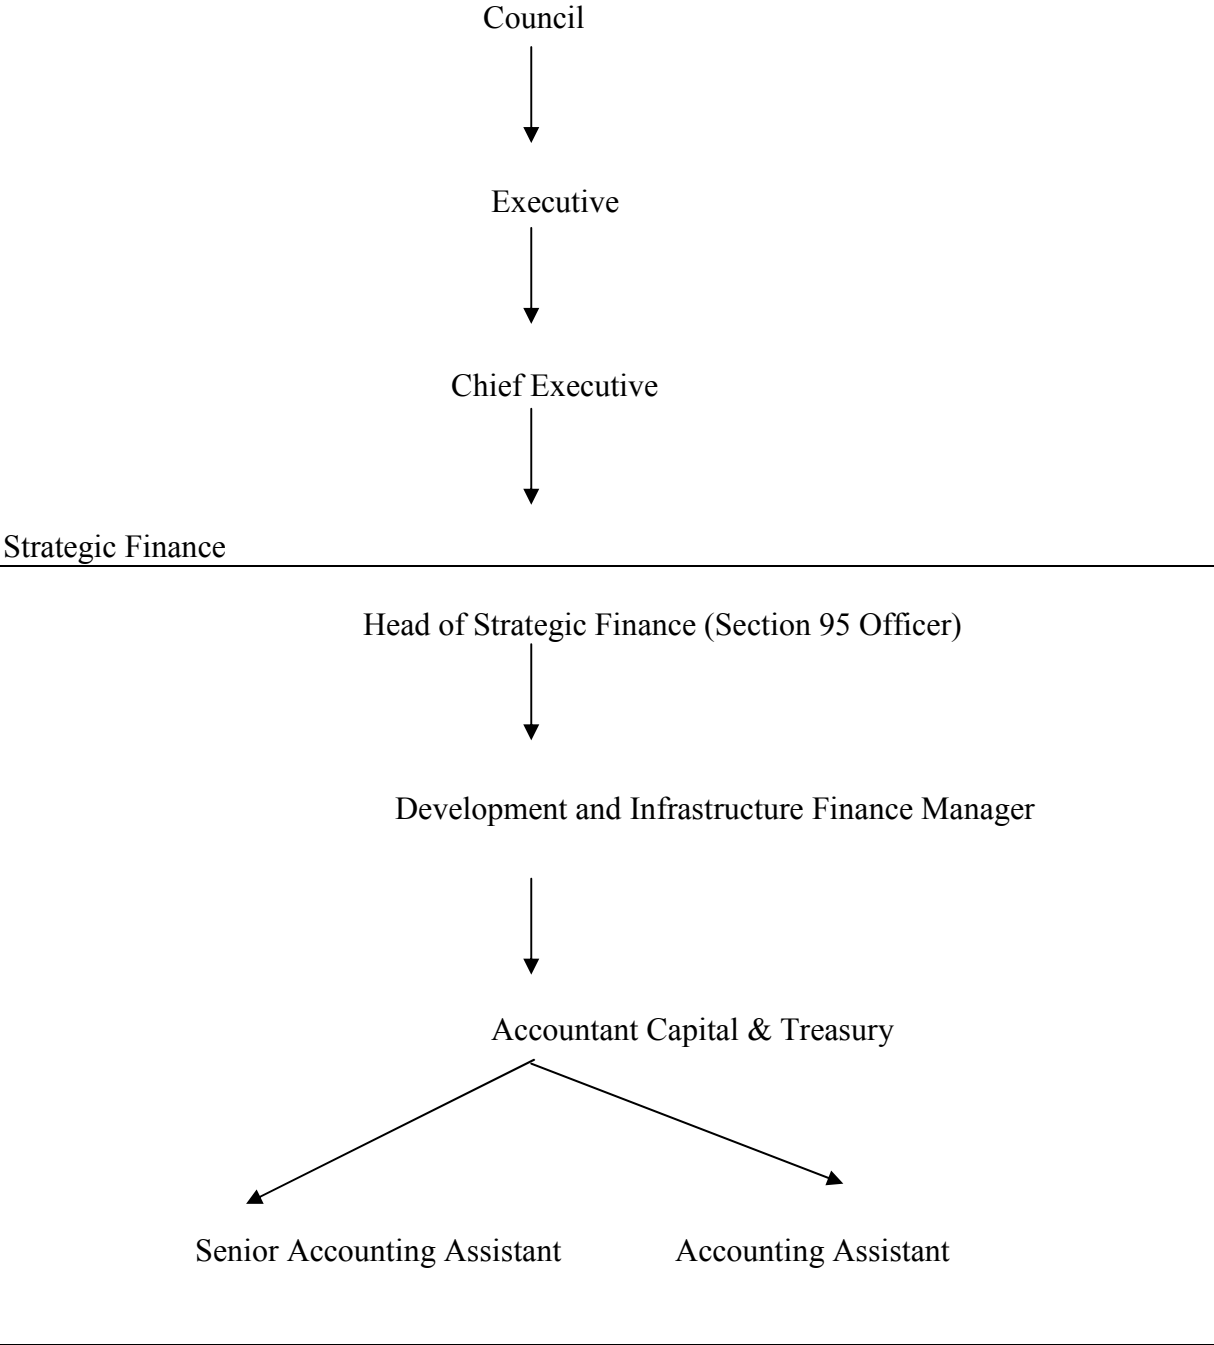 Council
Executive
Chief Executive
Strategic Finance
Head of Strategic Finance (Section 95 Officer)
Development and Infrastructure Finance Manager
Accountant Capital & Treasury
Senior Accounting Assistant
Accounting Assistant